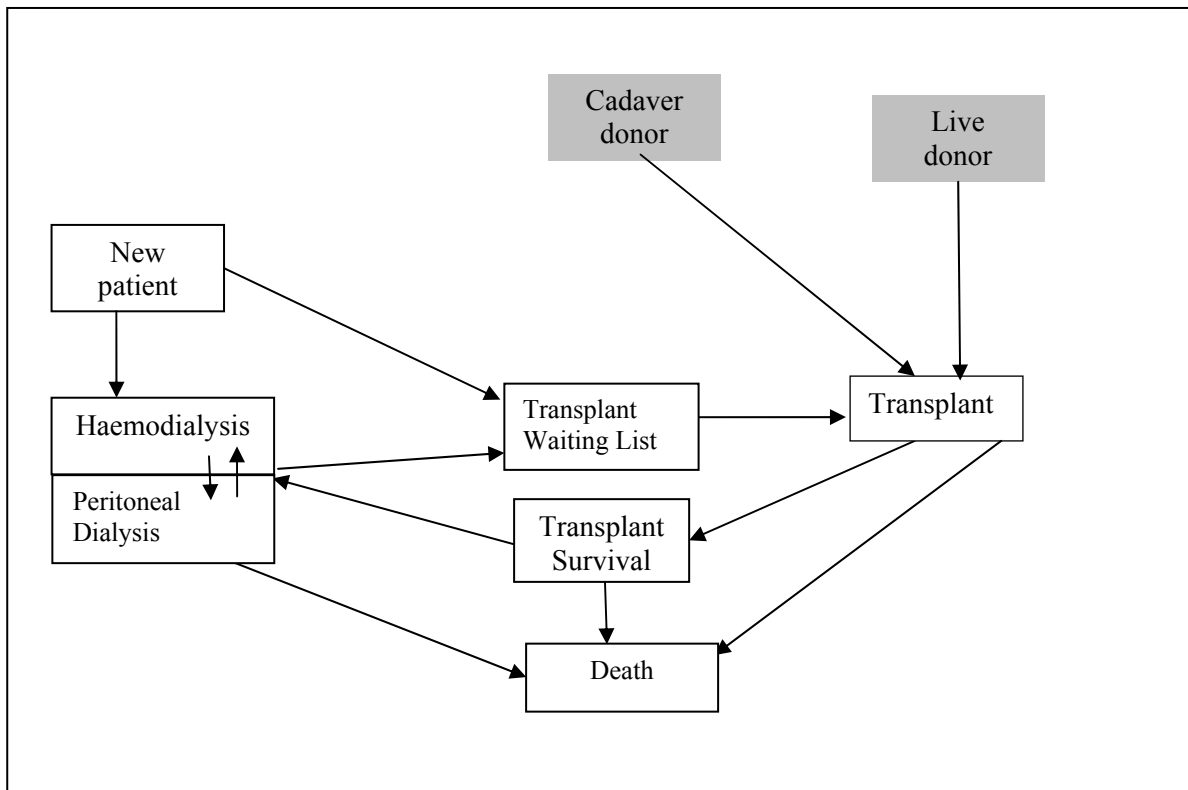 Cadaver
donor
Live
donor
New
patient
Transplant
Waiting List
Transplant
Haemodialysis
Peritoneal
Dialysis
Transplant
Survival
Death